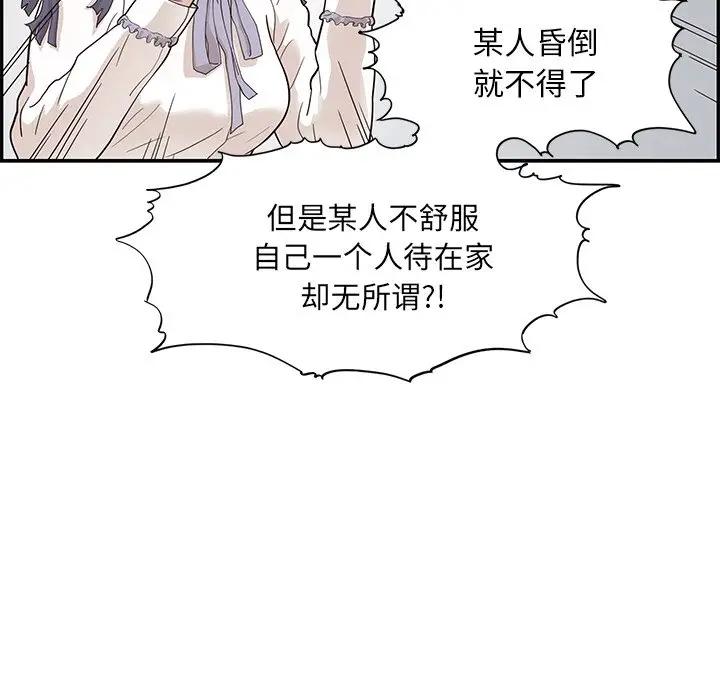 某人昏倒
就不得了
但是某人不舒服
自己一个人待在家
却无所谓?!